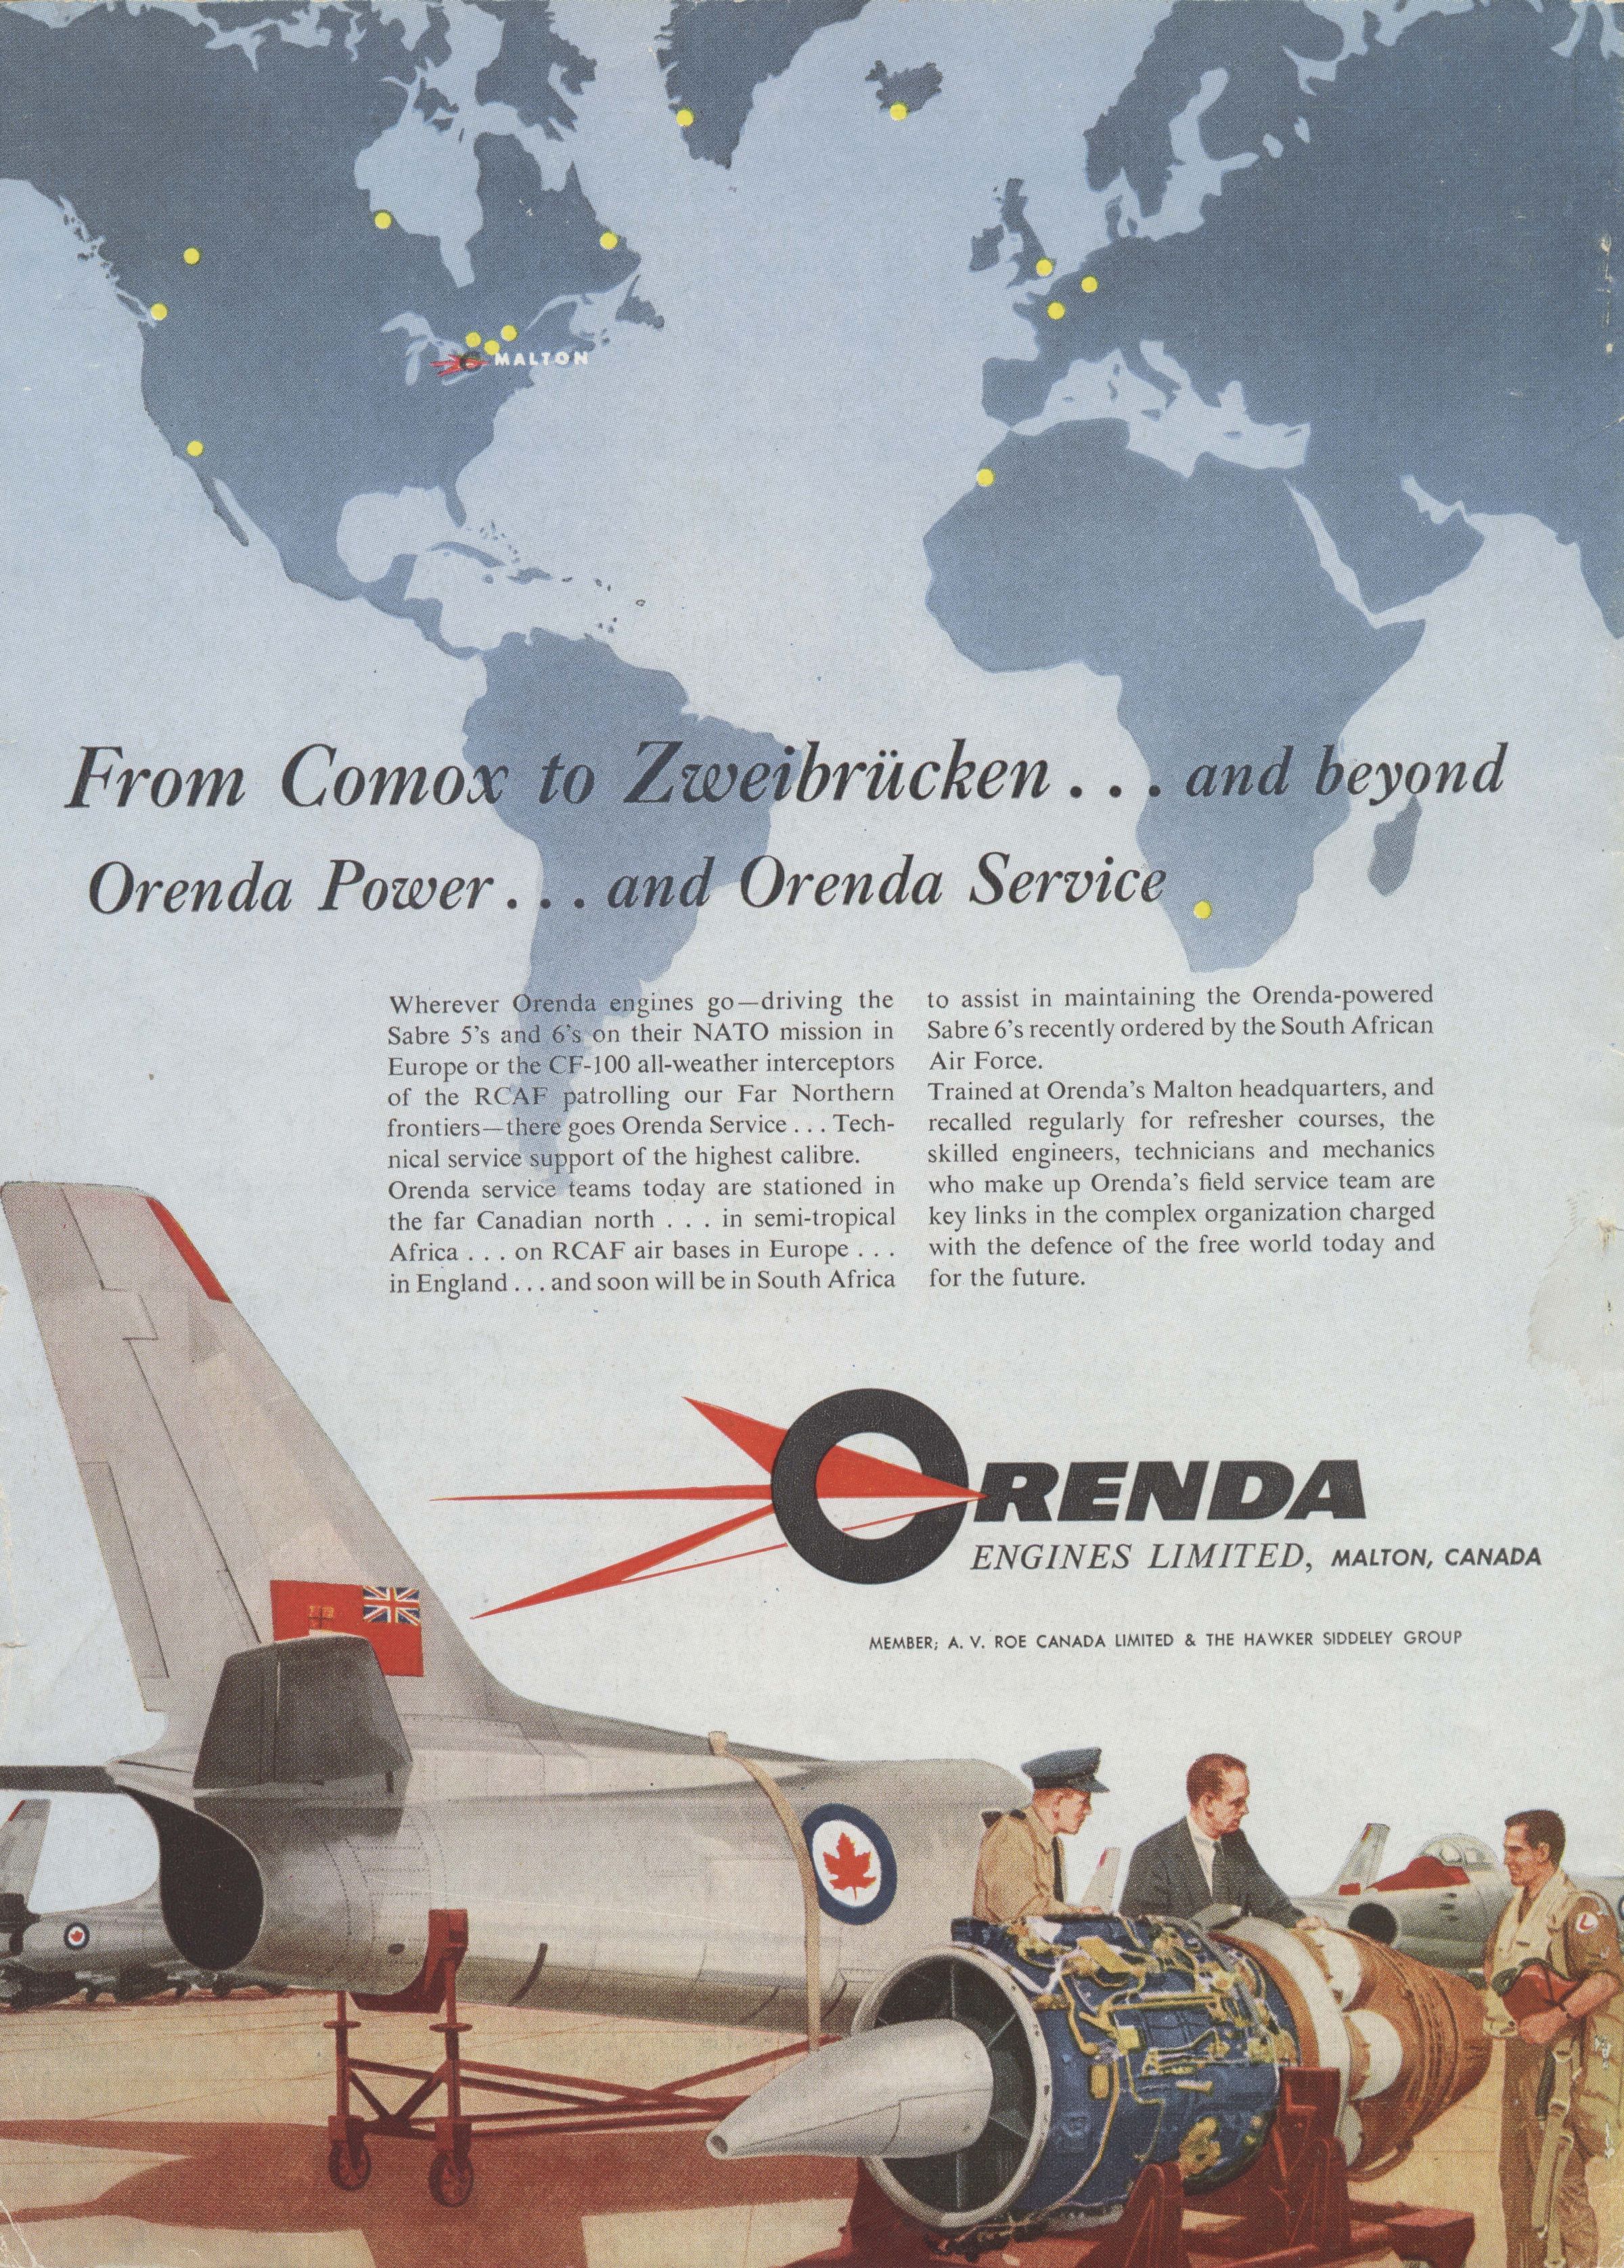 MALTON
From Comox to Zweibrücken... and beyond
Orenda Power... and Orenda Service
Wherever Orenda engines go—driving the
Sabre 5's and 6's on their NATO mission in
Europe or the CF-100 all-weather interceptors
of the RCAF patrolling our Far Northern
frontiers—there goes Orenda Service... Tech-
nical service support of the highest calibre.
Orenda service teams today are stationed in
the far Canadian north... in semi-tropical
Africa... on RCAF air bases in Europe...
in England... and soon will be in South Africa
to assist in maintaining the Orenda-powered
Sabre 6's recently ordered by the South African
Air Force.
Trained at Orenda's Malton headquarters, and
recalled regularly for refresher courses, the
skilled engineers, technicians and mechanics
who make up Orenda's field service team are
key links in the complex organization charged
with the defence of the free world today and
for the future.
ORENDA
ENGINES LIMITED, MALTON, CANADA
MEMBER; A. V. ROE CANADA LIMITED & THE HAWKER SIDDELEY GROUP